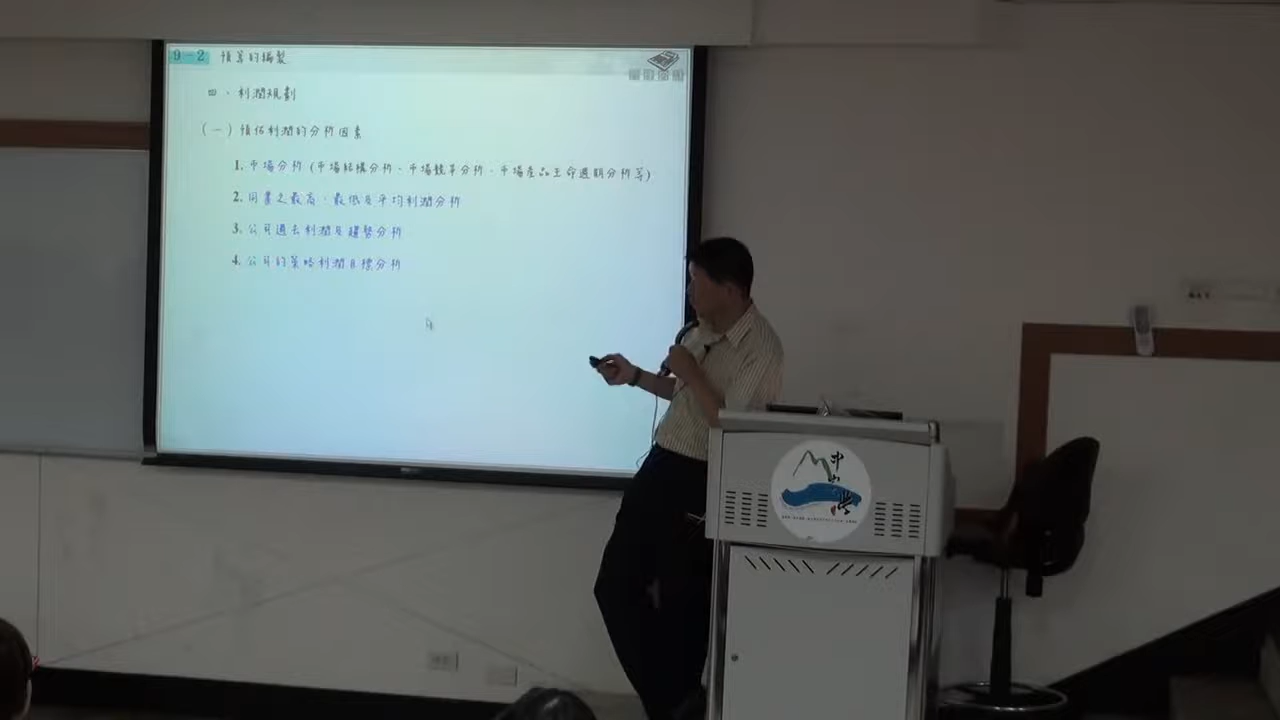 9-2 預算的編製
四、利潤規劃
(一)預估利潤的分析因素
1. 市場分析(市場結構分析、市場競爭分析、市場產品生命週期分析等)
2. 同業之最高、最低及平均利潤分析
3. 公司過去利潤及趨勢分析
4. 公司的策略利潤目標分析
中山